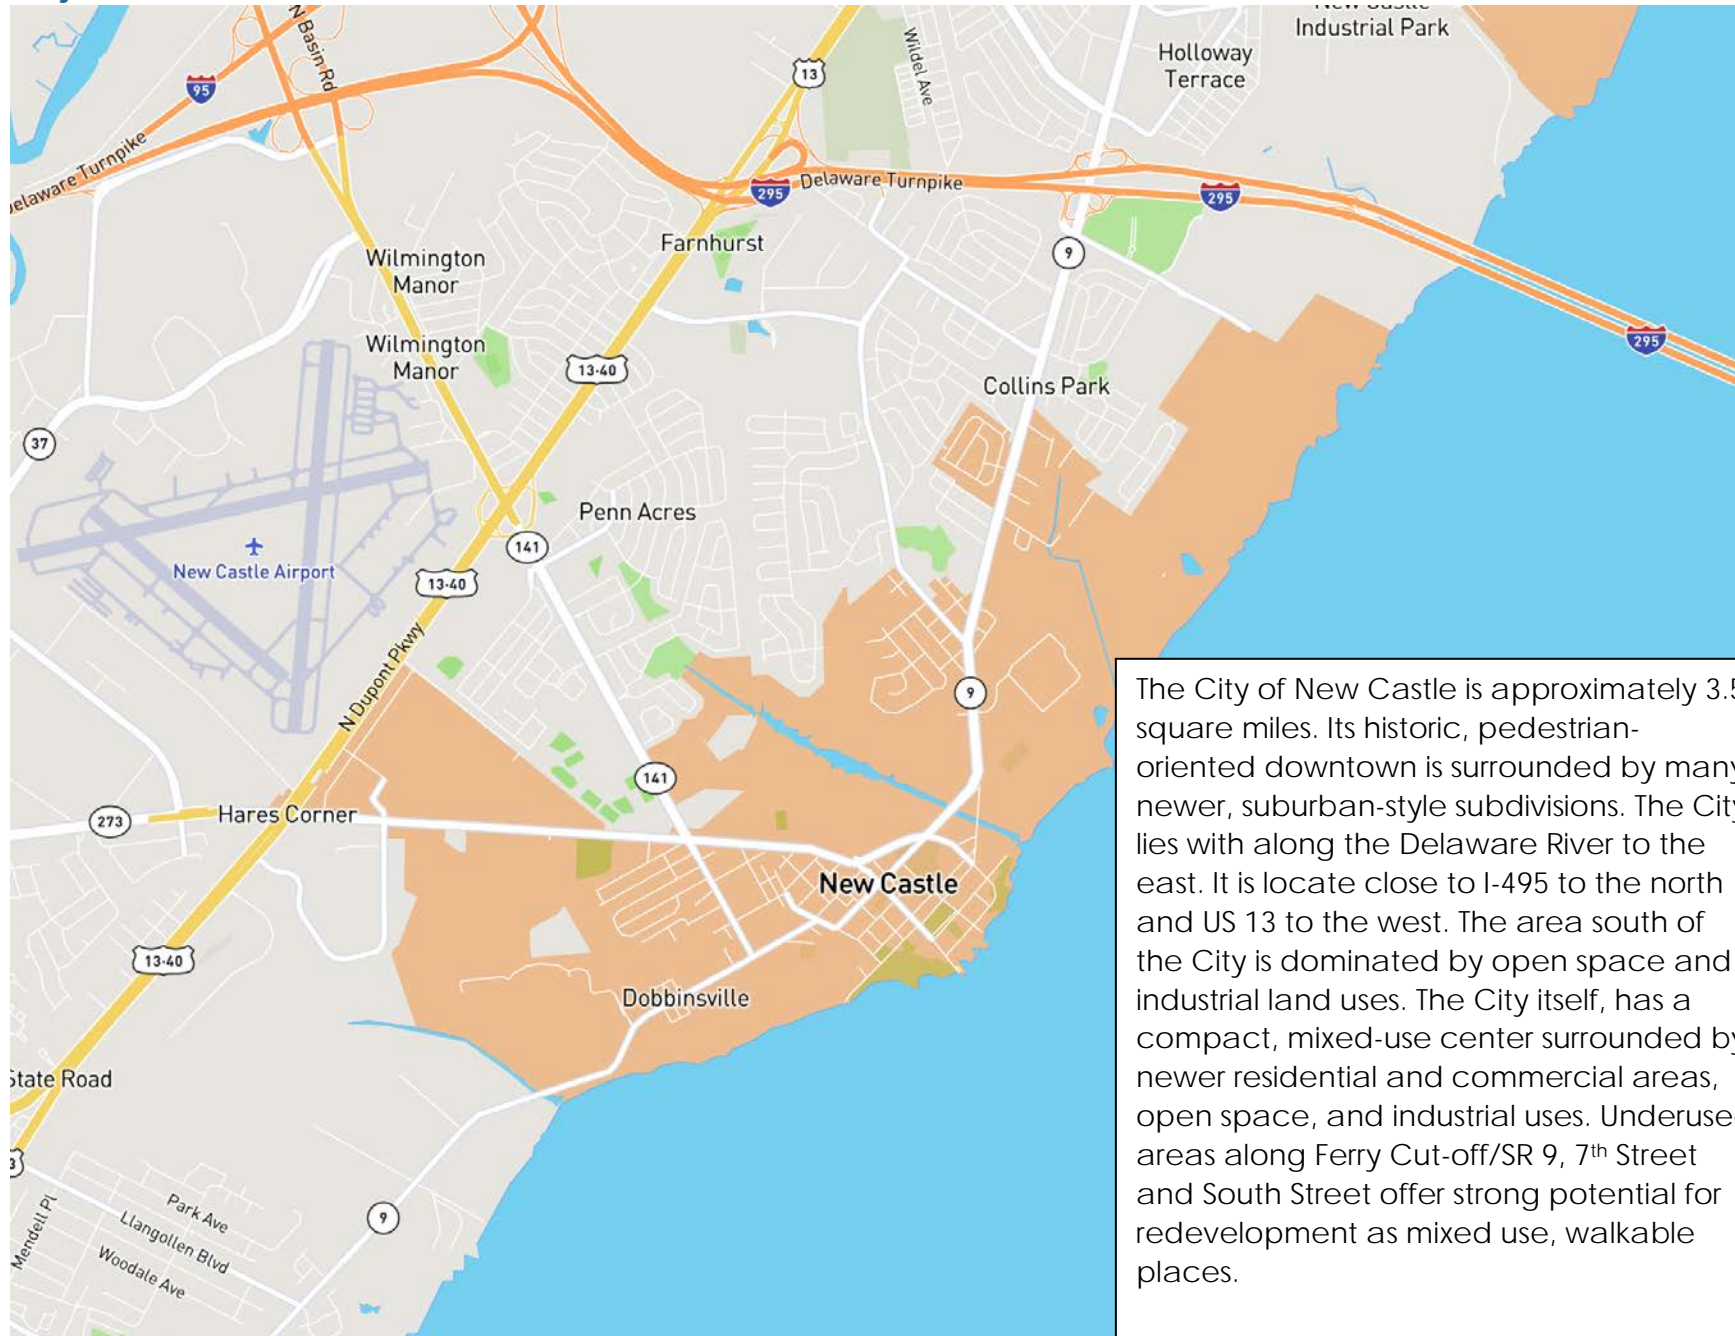 New Castle
Industrial Park
Holloway
Terrace
N Basin Rd
95
13
Wildel Ave
Delaware Turnpike
295
Delaware Turnpike
295
9
Farnhurst
Wilmington
Manor
Wilmington
Manor
13-40
295
Collins Park
37
Penn Acres
141
New Castle Airport
13-40
N Dupont Pkwy
9
141
273
Hares Corner
New Castle
13-40
Dobbinsville
State Road
9
Park Ave
Llangollen Blvd
Woodale Ave
Mendell Pl
The City of New Castle is approximately 3.5
square miles. Its historic, pedestrian-
oriented downtown is surrounded by many
newer, suburban-style subdivisions. The City
lies with along the Delaware River to the
east. It is locate close to I-495 to the north
and US 13 to the west. The area south of
the City is dominated by open space and
industrial land uses. The City itself, has a
compact, mixed-use center surrounded by
newer residential and commercial areas,
open space, and industrial uses. Underuse
areas along Ferry Cut-off/SR 9, 7th Street
and South Street offer strong potential for
redevelopment as mixed use, walkable
places.